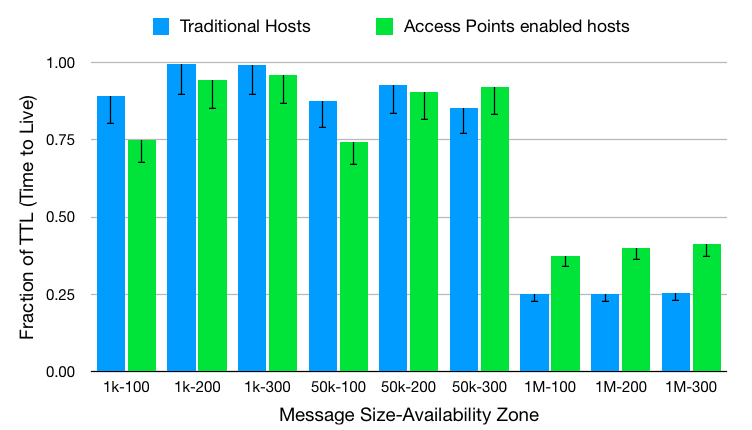 Traditional Hosts
Access Points enabled hosts
Fraction of TTL (Time to Live)
1.00
0.75
0.50
0.25
0.00
1k-100 1k-200 1k-300 50k-100 50k-200 50k-300 1M-100 1M-200 1M-300
Message Size-Availability Zone